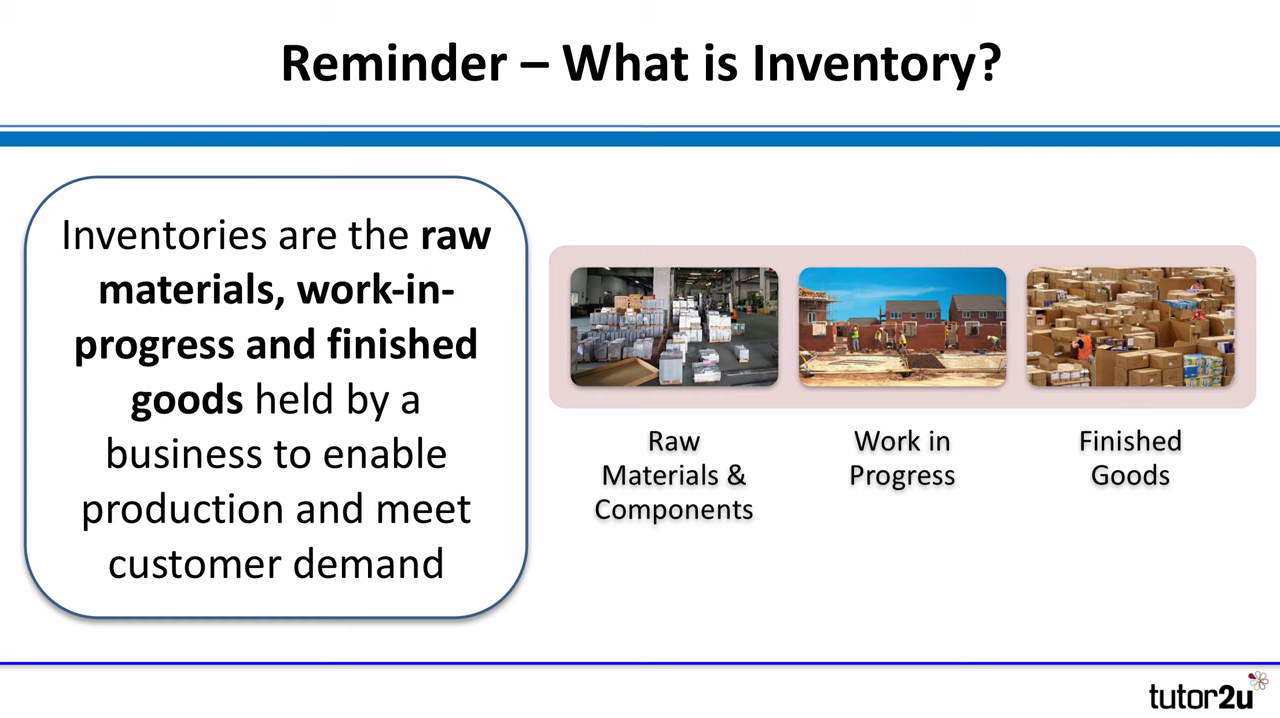 Reminder – What is Inventory?
Inventories are the raw
materials, work-in-
progress and finished
goods held by a
business to enable
production and meet
customer demand
Raw
Materials &
Components
Work in
Progress
Finished
Goods
tutor2u